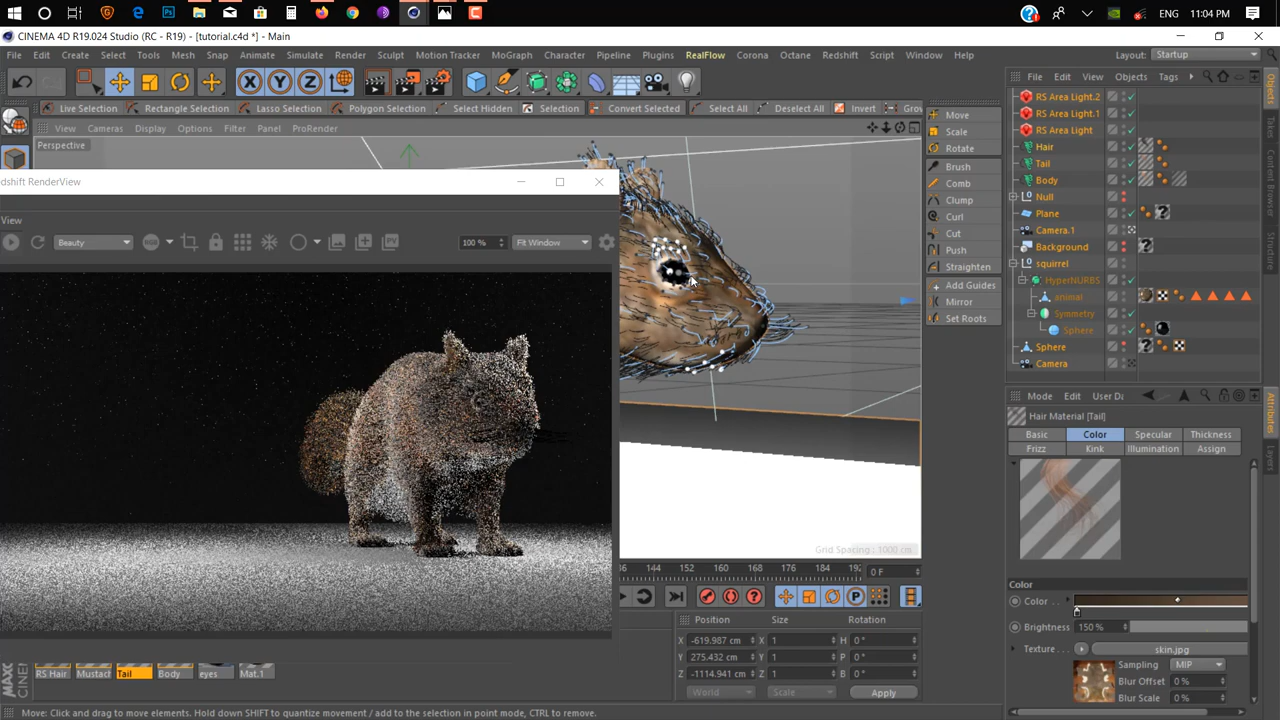 ENG 11:04 PM
CINEMA 4D R19.024 Studio (RC - R19) - [tutorial.c4d *] - Main
File Edit Create Select Tools Mesh Snap Animate Simulate Render Sculpt Motion Tracker MoGraph Character Pipeline Plugins RealFlow Corona Octane Redshift Script Window Help Layout: Startup
File Edit View Objects Tags
Live Selection Rectangle Selection Lasso Selection Polygon Selection Select Hidden Selection Convert Selected Select All Deselect All Invert
View Cameras Display Options Filter Panel ProRender
Perspective
Move
Scale
Rotate
Brush
Comb
Clump
Curl
Cut
Push
Straighten
Add Guides
Mirror
Set Roots
RS Area Light.2
RS Area Light.1
RS Area Light
Hair
Tail
Body
Null
Plane
Camera.1
Background
squirrel
HyperNURBS
animal
Symmetry
Sphere
Sphere
Camera
dshift RenderView
View
Beauty 100 % Fit Window
Grid Spacing : 1000 cm
144 152 160 168 176 184 0 F
Position Size Rotation
X -619.987 cm X 1 H 0 °
Y 275.432 cm Y 1 P 0 °
Z -1114.941 cm Z 1 B 0 °
World Scale Apply
RS Hair Mustact Tail Body eyes Mat.1
Mode Edit
Hair Material [Tail]
Basic Color Specular Thickness
Frizz Kink Illumination Assign
Color
Color
Brightness 150 %
Texture skin.jpg
Sampling MIP
Blur Offset 0 %
Blur Scale 0 %
Objects
Takes
Content Browser
Structure
Attributes
Layers
Move: Click and drag to move elements. Hold down SHIFT to quantize movement / add to the selection in point mode, CTRL to remove.